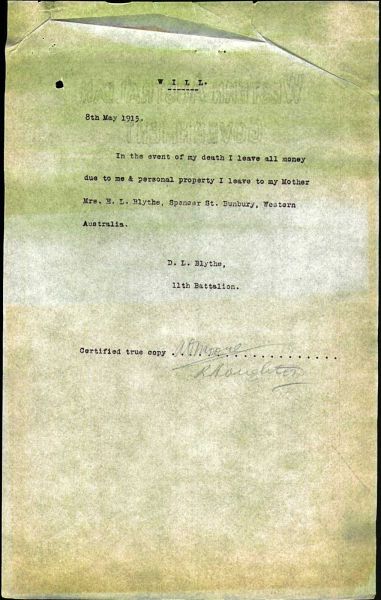 W I L L.
8th May 1915.
In the event of my death I leave all money
due to me & personal property I leave to my Mother
Mrs. E. L. Blythe, Spencer St. Bunbury, Western
Australia.
D. L. Blythe,
11th Battalion.
Certified true copy